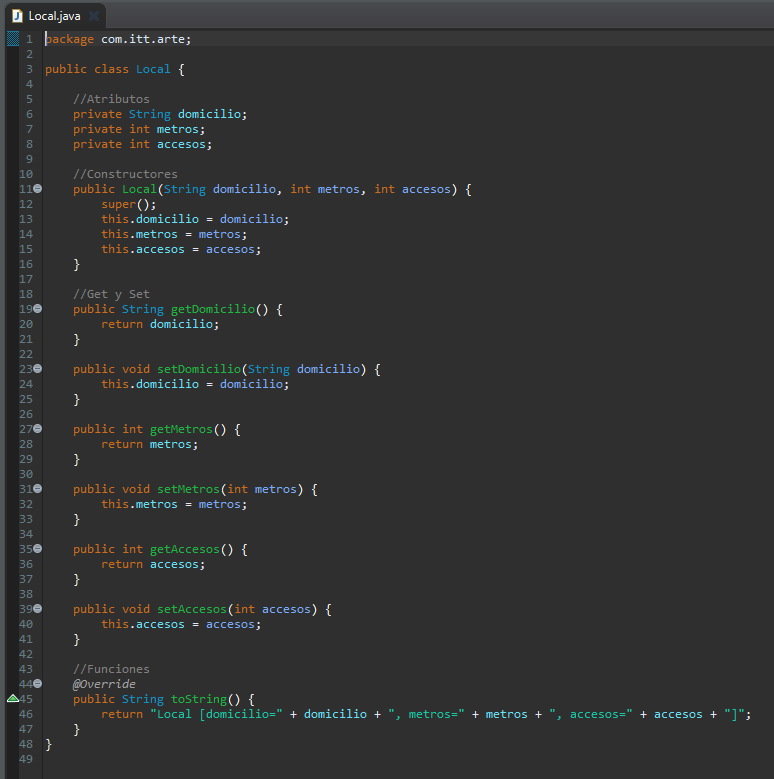 Local.java
1 package com.itt.arte;
2
3 public class Local {
4
5     //Atributos
6     private String domicilio;
7     private int metros;
8     private int accesos;
9
10     //Constructores
11     public Local(String domicilio, int metros, int accesos) {
12         super();
13         this.domicilio = domicilio;
14         this.metros = metros;
15         this.accesos = accesos;
16     }
17
18     //Get y Set
19     public String getDomicilio() {
20         return domicilio;
21     }
22
23     public void setDomicilio(String domicilio) {
24         this.domicilio = domicilio;
25     }
26
27     public int getMetros() {
28         return metros;
29     }
30
31     public void setMetros(int metros) {
32         this.metros = metros;
33     }
34
35     public int getAccesos() {
36         return accesos;
37     }
38
39     public void setAccesos(int accesos) {
40         this.accesos = accesos;
41     }
42
43     //Funciones
44     @Override
45     public String toString() {
46         return "Local [domicilio=" + domicilio + ", metros=" + metros + ", accesos=" + accesos + "]";
47     }
48 }
49